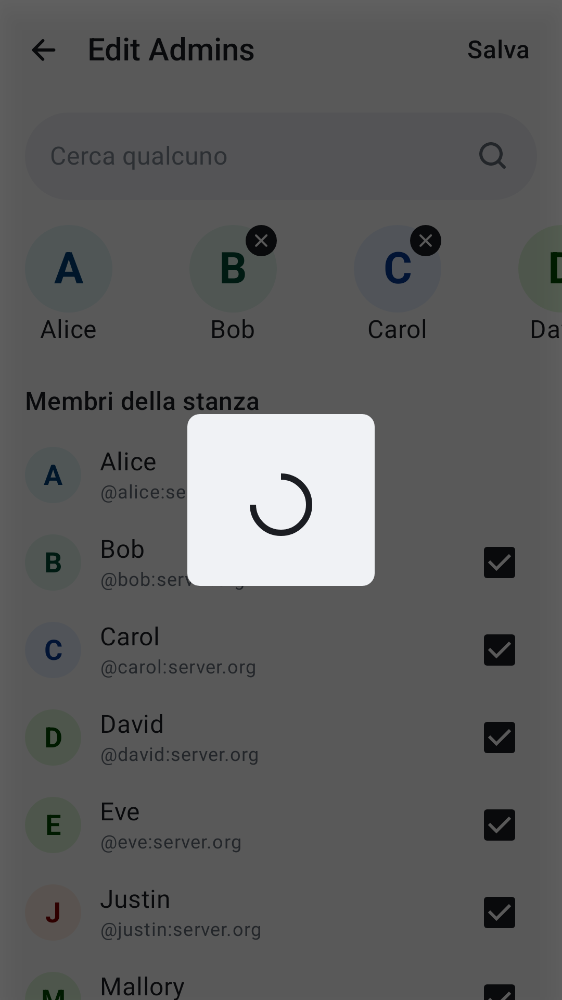 Edit Admins
Salva
Cerca qualcuno
A
B
C
Alice
Bob
Carol
Da
Membri della stanza
A
Alice
@alice:se
B
Bob
@bob:serv
C
Carol
@carol:server.org
D
David
@david:server.org
E
Eve
@eve:server.org
J
Justin
@justin:server.org
M
Mallory